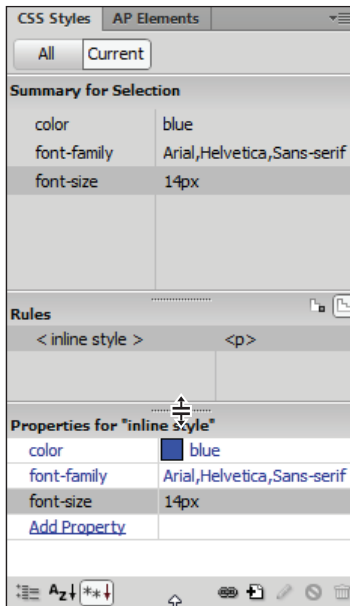 CSS Styles AP Elements
All Current
Summary for Selection
color blue
font-family Arial,Helvetica,Sans-serif
font-size 14px
Rules
< inline style > <p>
Properties for "inline style"
color blue
font-family Arial,Helvetica,Sans-serif
font-size 14px
Add Property
Az↓ **↓